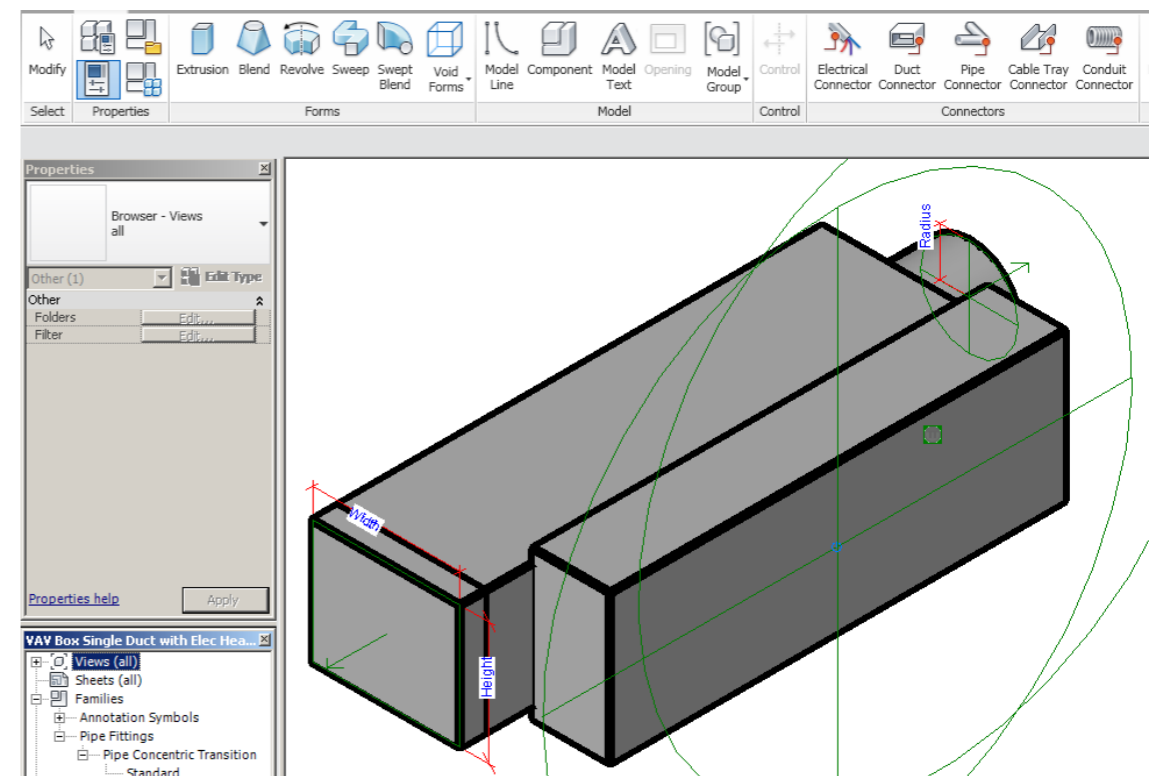 Modify
Extrusion Blend Revolve Sweep Swept Blend Void Forms
Model Line Component Model Text Opening Model Group
Control
Electrical Connector Duct Connector Pipe Connector Cable Tray Connector Conduit Connector
Select Properties Forms Model Control Connectors
Properties
Browser - Views
all
Other (1) Edit Type
Other
Folders Edit...
Filter Edit...
Properties help Apply
VAV Box Single Duct with Elec Hea...
Views (all)
Sheets (all)
Families
Annotation Symbols
Pipe Fittings
Pipe Concentric Transition
Standard
Radius
Width
Height